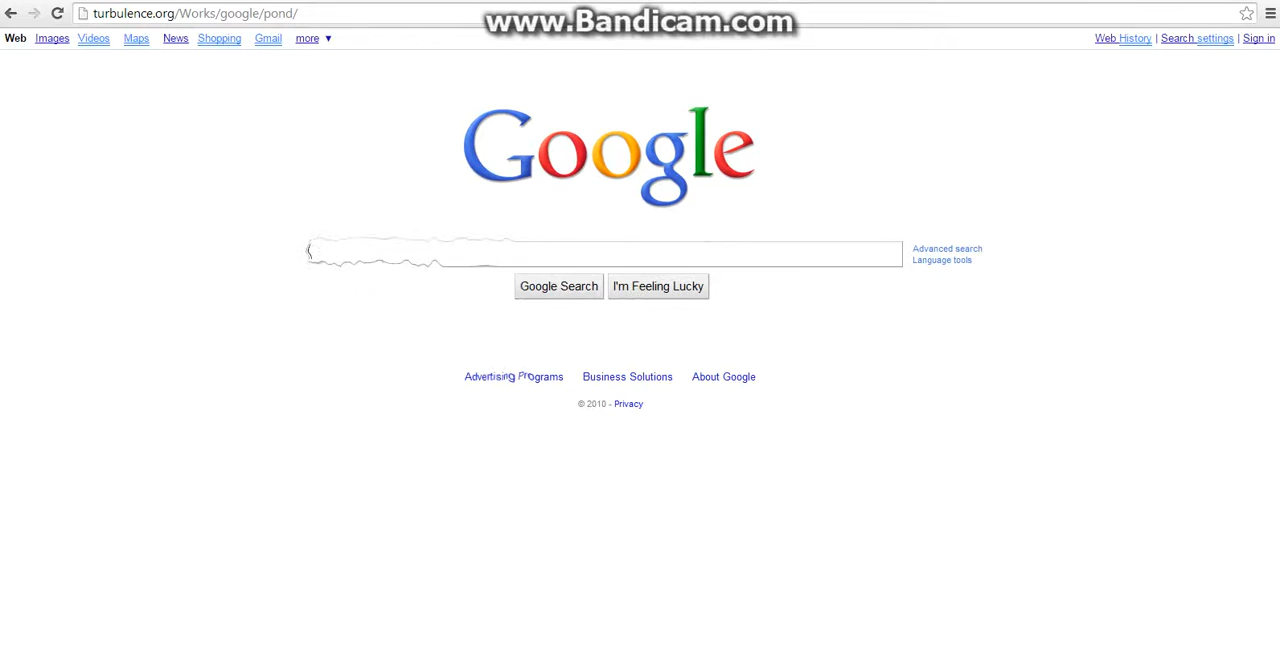 turbulence.org/Works/google/pond/
www.Bandicam.com
Web Images Videos Maps News Shopping Gmail more ▼ Web History | Search settings | Sign in
Google
Advanced search
Language tools
Google Search I'm Feeling Lucky
Advertising Programs Business Solutions About Google
© 2010 - Privacy